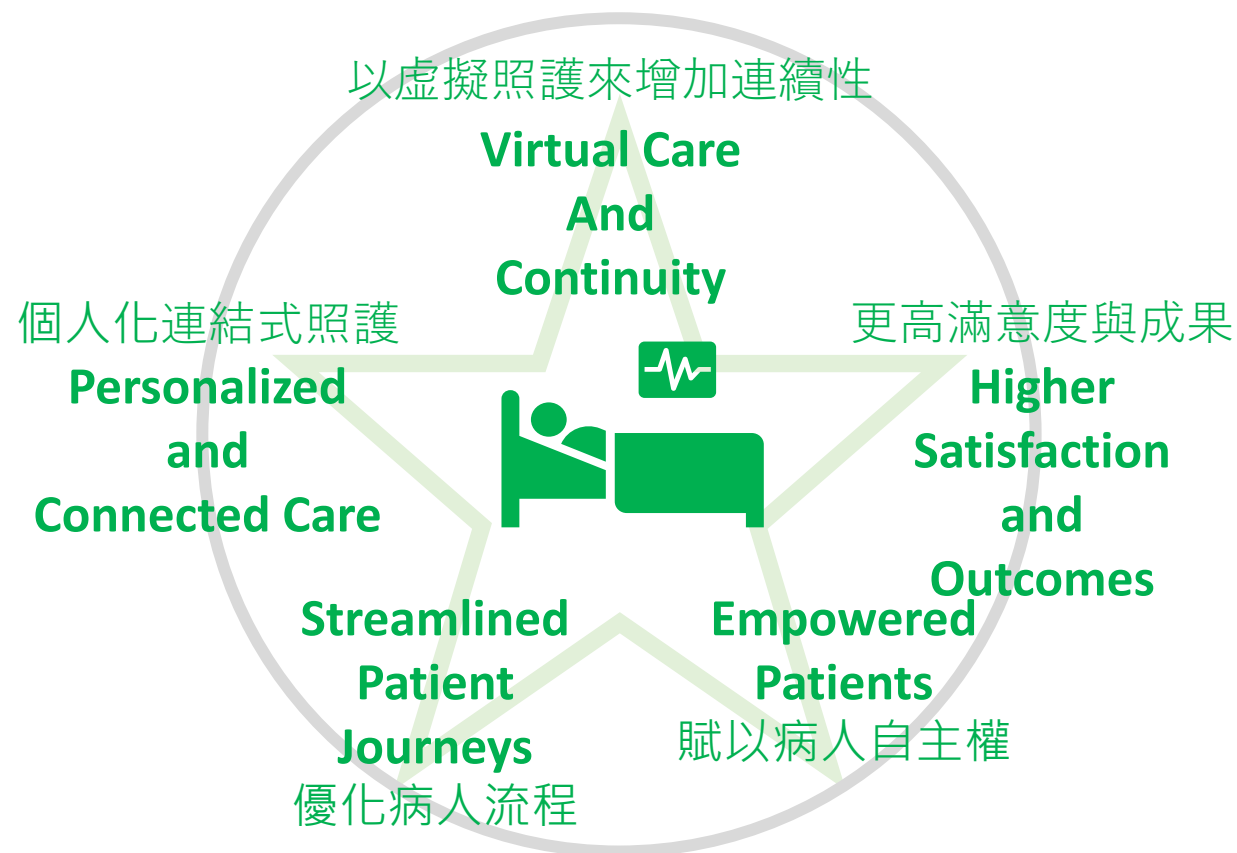 以虛擬照護來增加連續性
Virtual Care
And
Continuity
個人化連結式照護
Personalized
and
Connected Care
更高滿意度與成果
Higher
Satisfaction
and
Outcomes
Streamlined
Patient
Journeys
優化病人流程
Empowered
Patients
賦以病人自主權